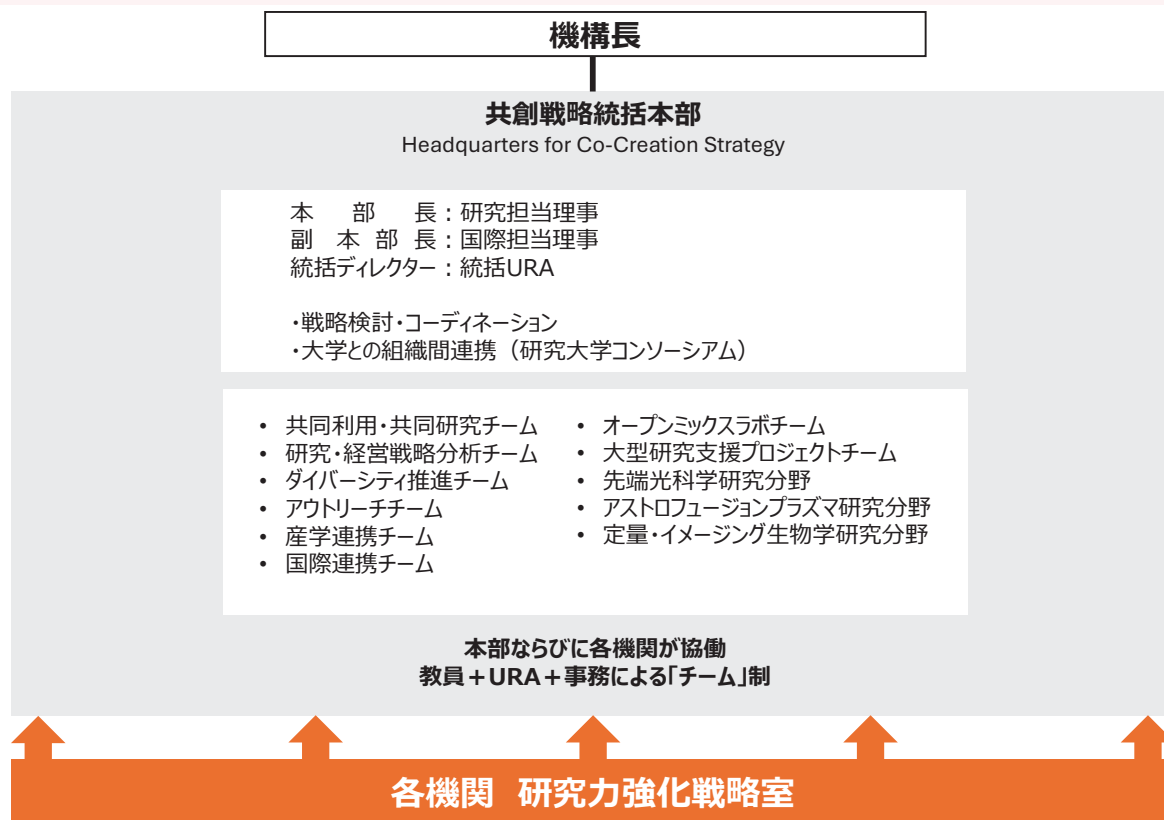 機構長
共創戦略統括本部
Headquarters for Co-Creation Strategy
本部長：研究担当理事
副本部長：国際担当理事
統括ディレクター：統括URA
・戦略検討・コーディネーション
・大学との組織間連携（研究大学コンソーシアム）
• 共同利用・共同研究チーム
• 研究・経営戦略分析チーム
• ダイバーシティ推進チーム
• アウトリーチチーム
• 産学連携チーム
• 国際連携チーム
• オープンミックスラボチーム
• 大型研究支援プロジェクトチーム
• 先端光科学研究分野
• アストロフュージョンプラズマ研究分野
• 定量・イメージング生物学研究分野
本部ならびに各機関が協働
教員＋URA＋事務による「チーム」制
各機関 研究力強化戦略室